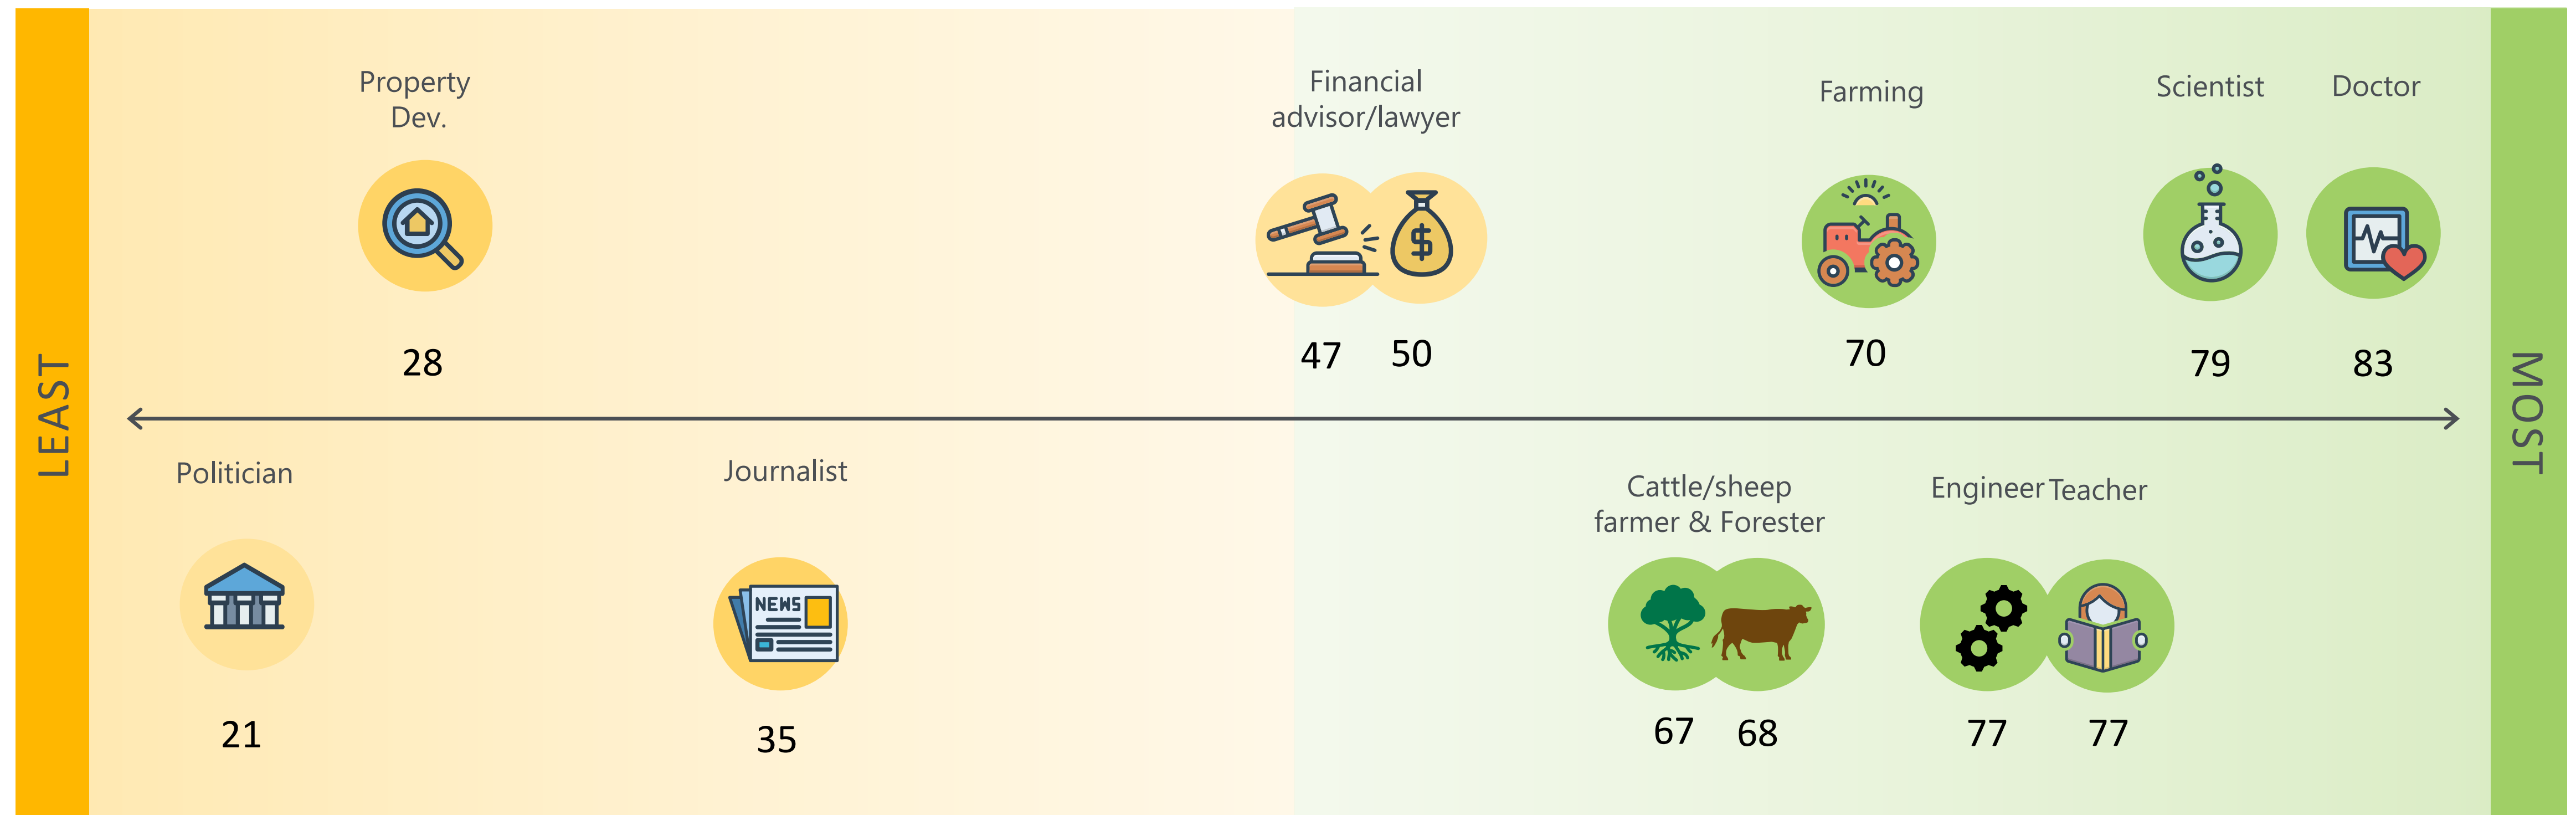 LEAST
Property
Dev.
28
Financial
advisor/lawyer
47 50
Farming
70
Scientist
79
Doctor
83
Politician
21
Journalist
NEWS
35
Cattle/sheep
farmer & Forester
$
67 68
Engineer Teacher
77 77
MOST